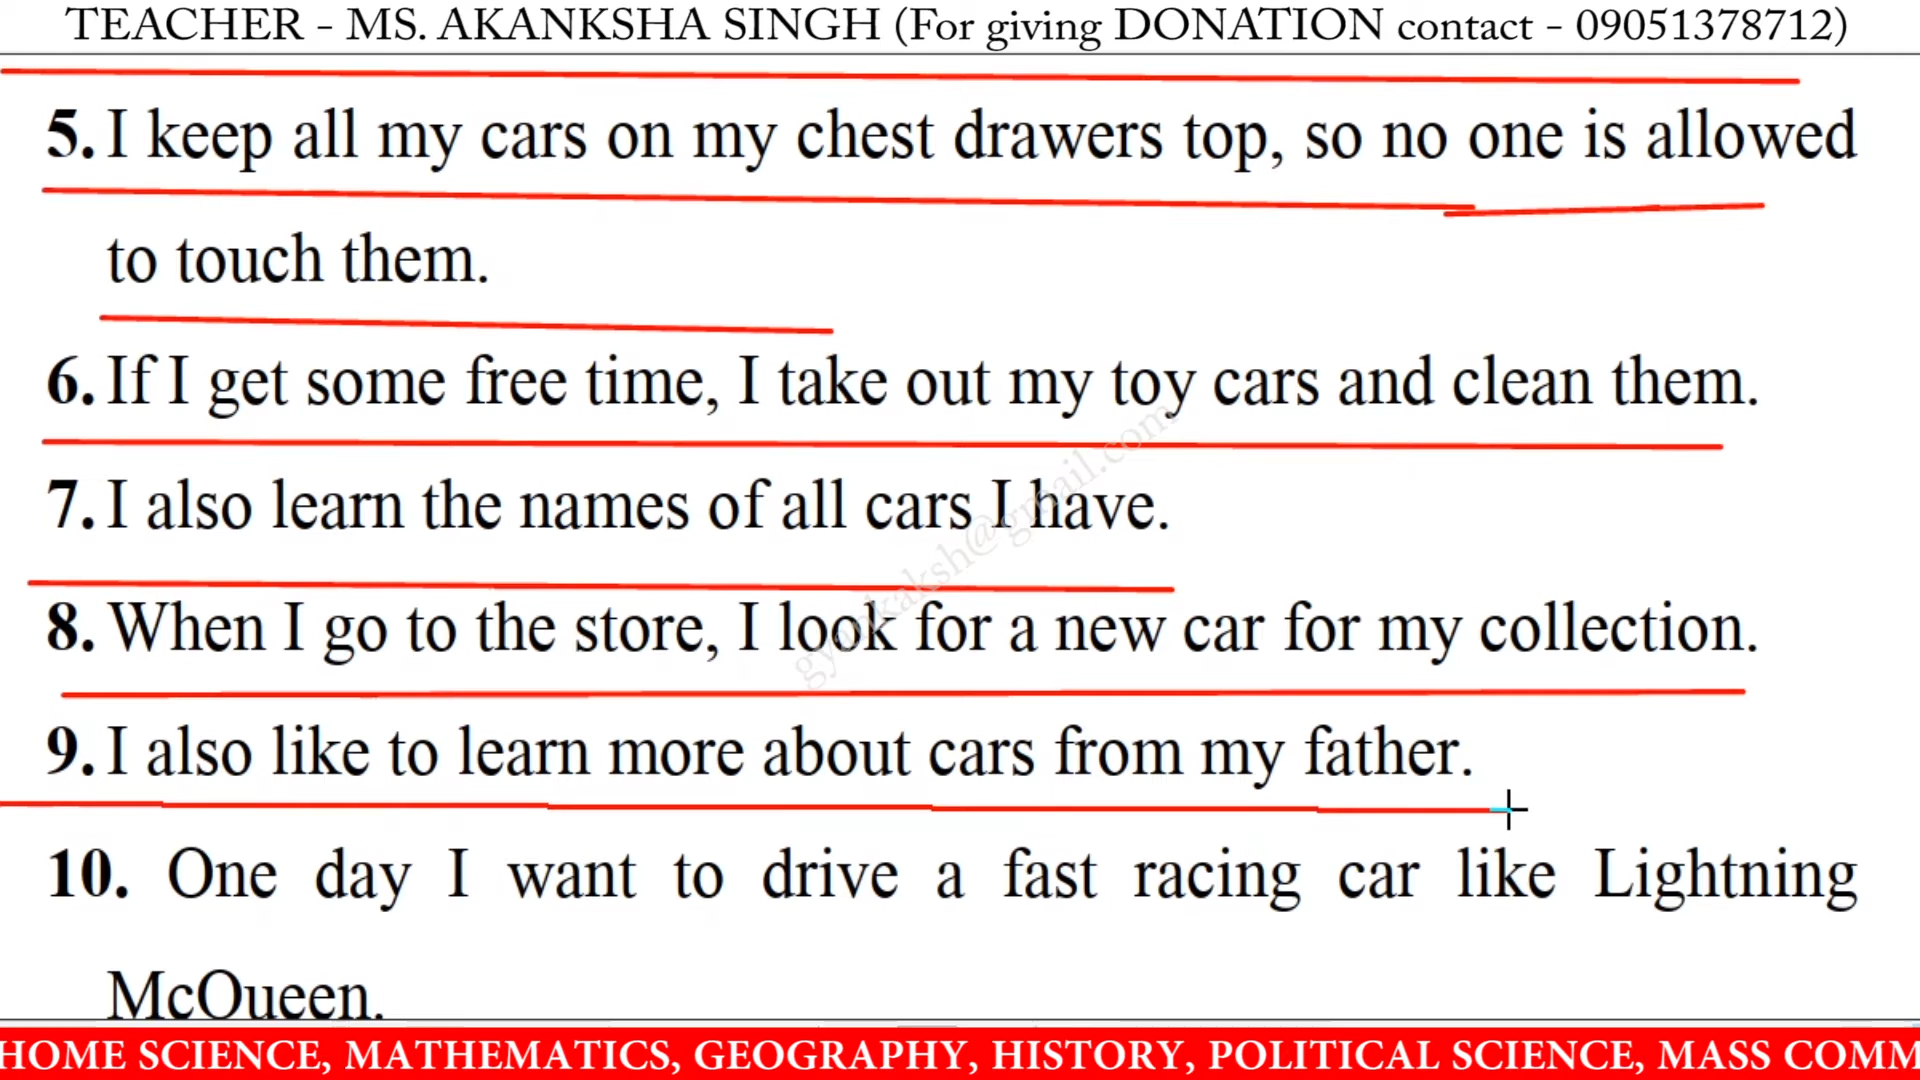 TEACHER - MS. AKANKSHA SINGH (For giving DONATION contact - 09051378712)
5. I keep all my cars on my chest drawers top, so no one is allowed
to touch them.
6. If I get some free time, I take out my toy cars and clean them.
7. I also learn the names of all cars I have.
8. When I go to the store, I look for a new car for my collection.
9. I also like to learn more about cars from my father.
10. One day I want to drive a fast racing car like Lightning
McQueen.
gyankaksh@gmail.com
HOME SCIENCE, MATHEMATICS, GEOGRAPHY, HISTORY, POLITICAL SCIENCE, MASS COMM